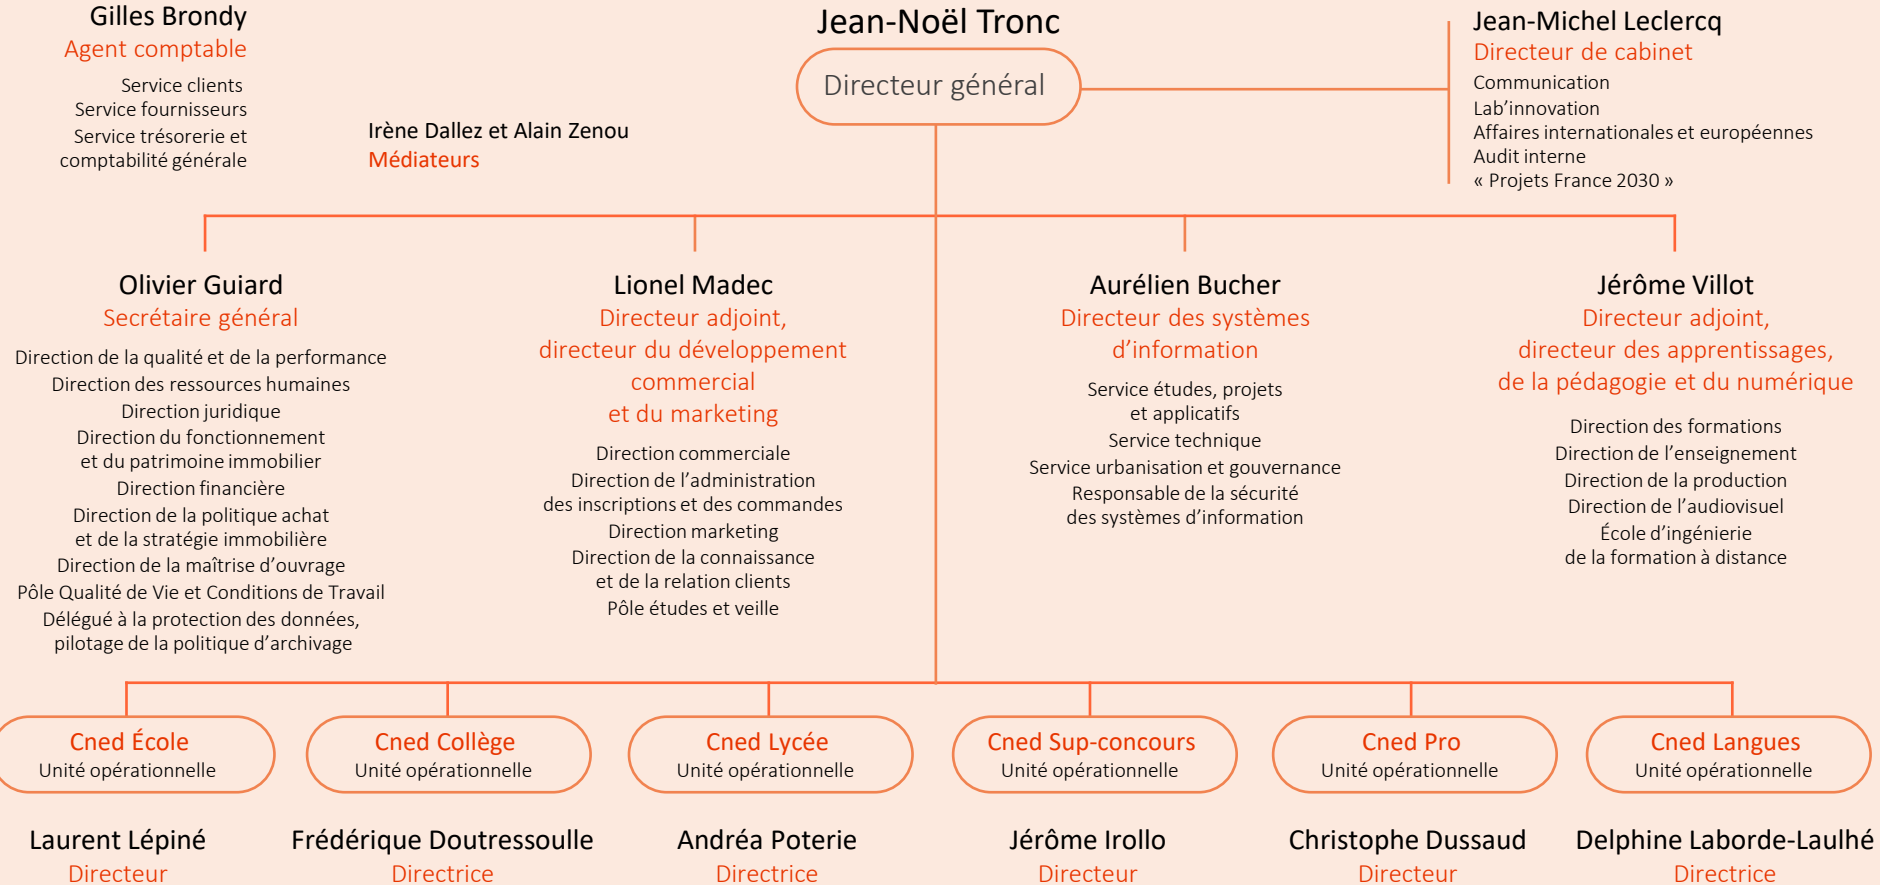 Gilles Brondy
Agent comptable
Service clients
Service fournisseurs
Service trésorerie et
comptabilité générale
Irène Dallez et Alain Zenou
Médiateurs
Jean-Noël Tronc
Directeur général
Jean-Michel Leclercq
Directeur de cabinet
Communication
Lab’innovation
Affaires internationales et européennes
Audit interne
« Projets France 2030 »
Olivier Guiard
Secrétaire général
Direction de la qualité et de la performance
Direction des ressources humaines
Direction juridique
Direction du fonctionnement
et du patrimoine immobilier
Direction financière
Direction de la politique achat
et de la stratégie immobilière
Direction de la maîtrise d’ouvrage
Pôle Qualité de Vie et Conditions de Travail
Délégué à la protection des données,
pilotage de la politique d’archivage
Lionel Madec
Directeur adjoint,
directeur du développement
commercial
et du marketing
Direction commerciale
Direction de l’administration
des inscriptions et des commandes
Direction marketing
Direction de la connaissance
et de la relation clients
Pôle études et veille
Aurélien Bucher
Directeur des systèmes
d’information
Service études, projets
et applicatifs
Service technique
Service urbanisation et gouvernance
Responsable de la sécurité
des systèmes d’information
Jérôme Villot
Directeur adjoint,
directeur des apprentissages,
de la pédagogie et du numérique
Direction des formations
Direction de l’enseignement
Direction de la production
Direction de l’audiovisuel
École d’ingénierie
de la formation à distance
Cned École
Unité opérationnelle
Laurent Lépiné
Directeur
Cned Collège
Unité opérationnelle
Frédérique Doutressoulle
Directrice
Cned Lycée
Unité opérationnelle
Andréa Poterie
Directrice
Cned Sup-concours
Unité opérationnelle
Jérôme Irollo
Directeur
Cned Pro
Unité opérationnelle
Christophe Dussaud
Directeur
Cned Langues
Unité opérationnelle
Delphine Laborde-Laulhé
Directrice